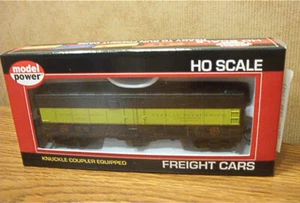 model
power
HO SCALE
KNUCKLE COUPLER EQUIPPED
FREIGHT CARS